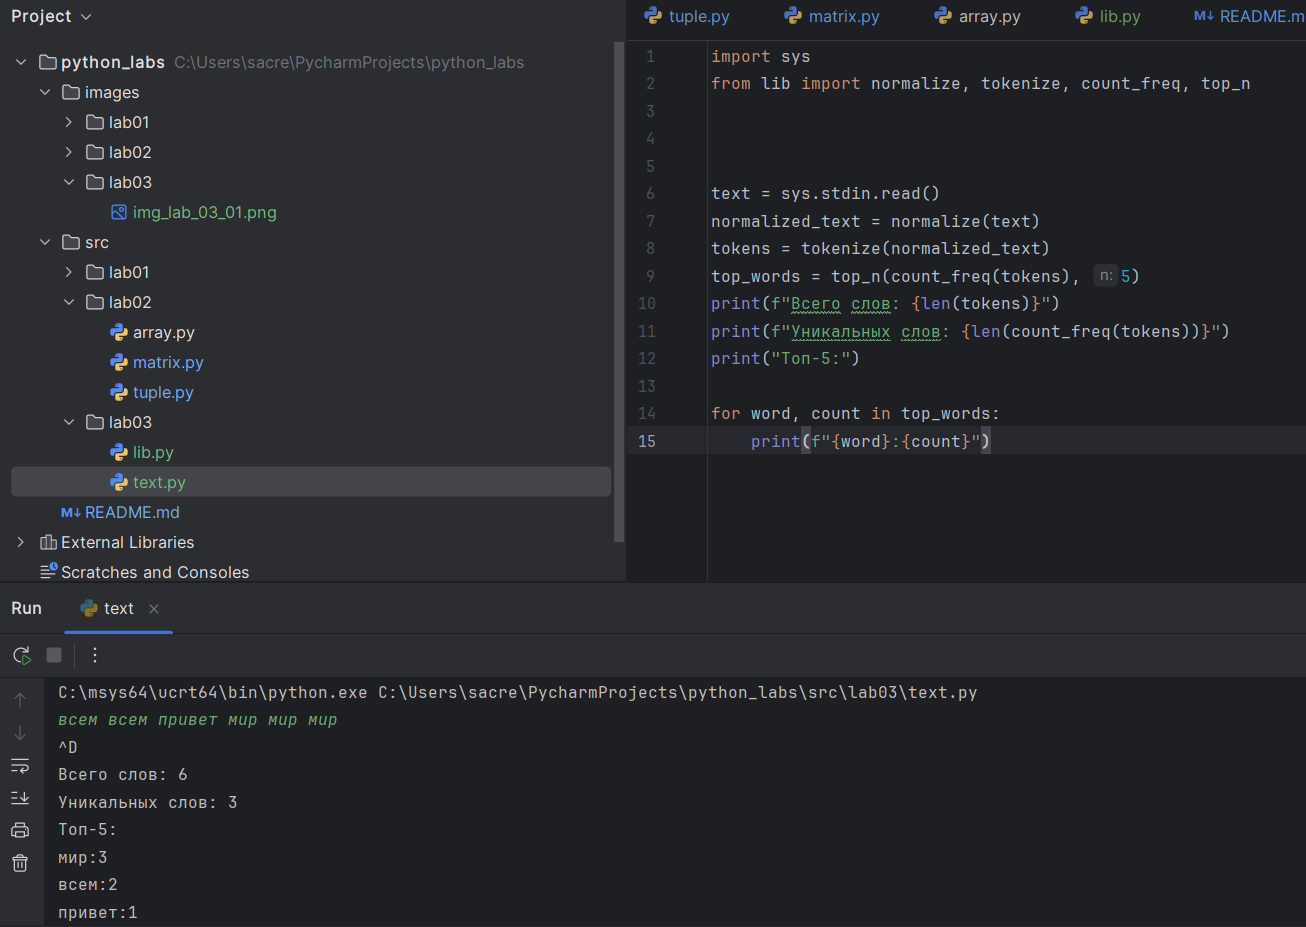 Project
python_labs C:\Users\sacre\PycharmProjects\python_labs
images
lab01
lab02
lab03
img_lab_03_01.png
src
lab01
lab02
array.py
matrix.py
tuple.py
lab03
lib.py
text.py
M↓ README.md
External Libraries
Scratches and Consoles
tuple.py matrix.py array.py lib.py M↓ README.m
1 import sys
2 from lib import normalize, tokenize, count_freq, top_n
3
4
5
6 text = sys.stdin.read()
7 normalized_text = normalize(text)
8 tokens = tokenize(normalized_text)
9 top_words = top_n(count_freq(tokens), n: 5)
10 print(f"Всего слов: {len(tokens)}")
11 print(f"Уникальных слов: {len(count_freq(tokens))}")
12 print("Топ-5:")
13
14 for word, count in top_words:
15     print(f"{word}:{count}")
Run text
C:\msys64\ucrt64\bin\python.exe C:\Users\sacre\PycharmProjects\python_labs\src\lab03\text.py
всем всем привет мир мир мир
^D
Всего слов: 6
Уникальных слов: 3
Топ-5:
мир:3
всем:2
привет:1